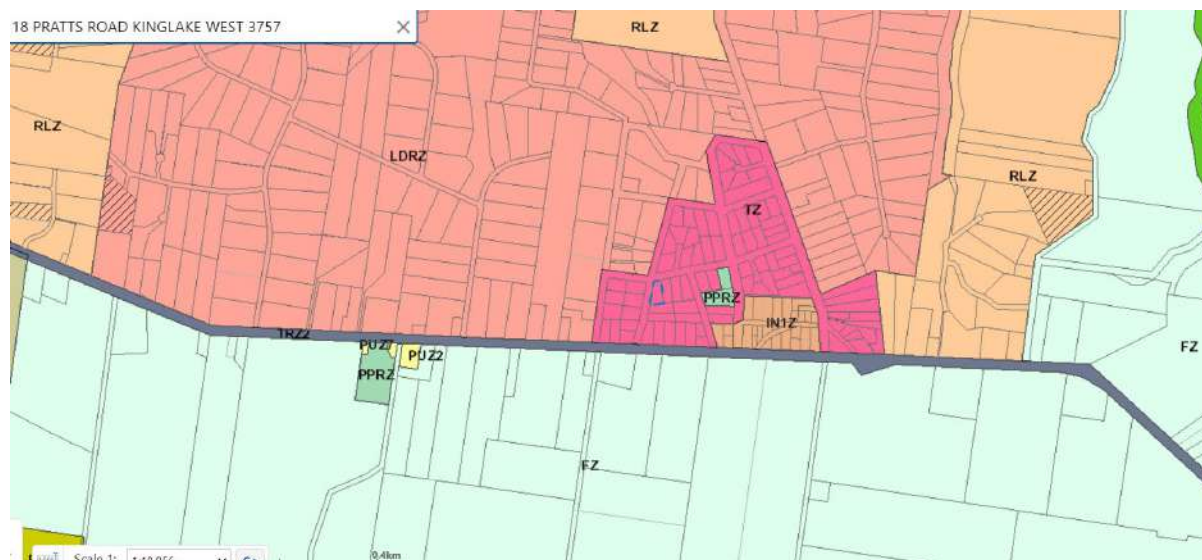 18 PRATTS ROAD KINGLAKE WEST 3757
RLZ
RLZ
LDRZ
RLZ
TZ
PPRZ
IN1Z
TRZ2
PUZ7
PUZ2
PPRZ
FZ
FZ
Scale 1:
0.4km